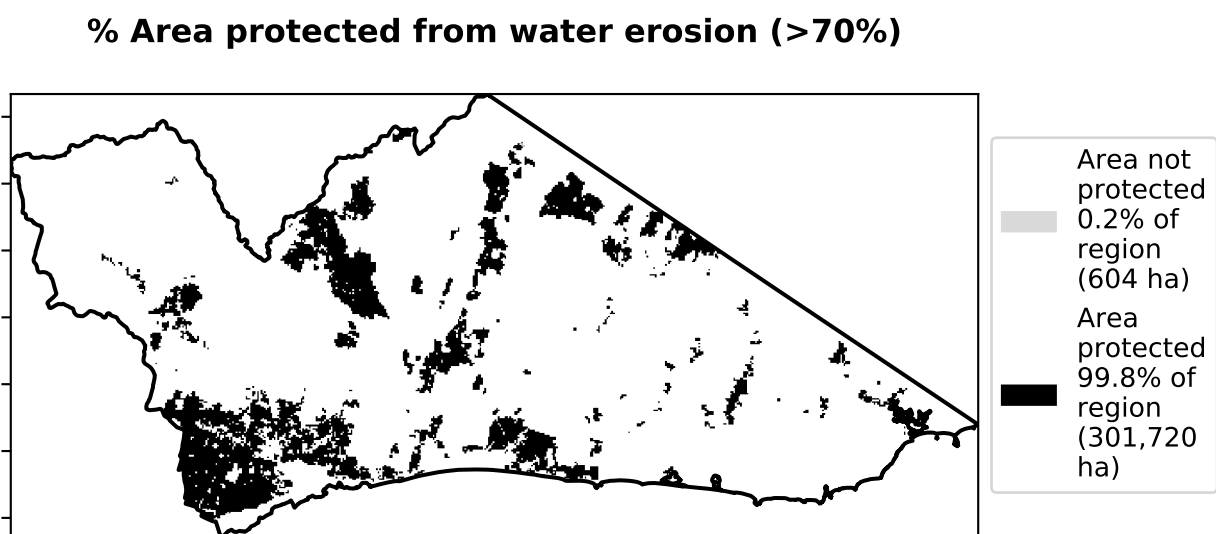 % Area protected from water erosion (>70%)
Area not
protected
0.2% of
region
(604 ha)
Area
protected
99.8% of
region
(301,720
ha)